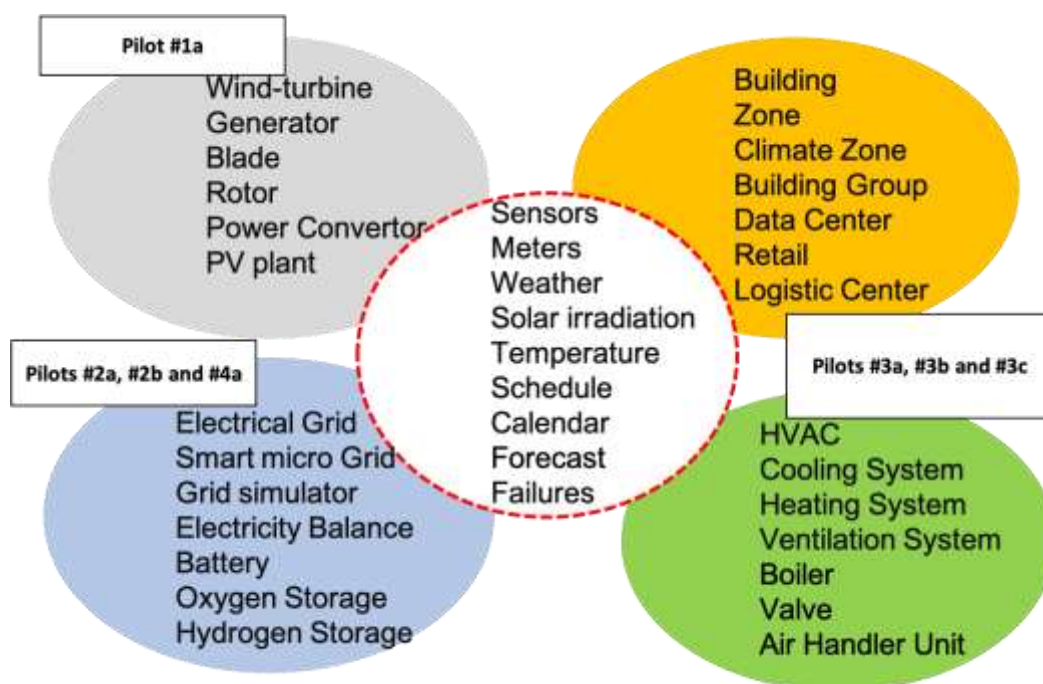 Pilot #1a
Wind-turbine
Generator
Blade
Rotor
Power Convertor
PV plant
Building
Zone
Climate Zone
Building Group
Data Center
Retail
Logistic Center
Sensors
Meters
Weather
Solar irradiation
Temperature
Schedule
Calendar
Forecast
Failures
Pilots #2a, #2b and #4a
Electrical Grid
Smart micro Grid
Grid simulator
Electricity Balance
Battery
Oxygen Storage
Hydrogen Storage
Pilots #3a, #3b and #3c
HVAC
Cooling System
Heating System
Ventilation System
Boiler
Valve
Air Handler Unit